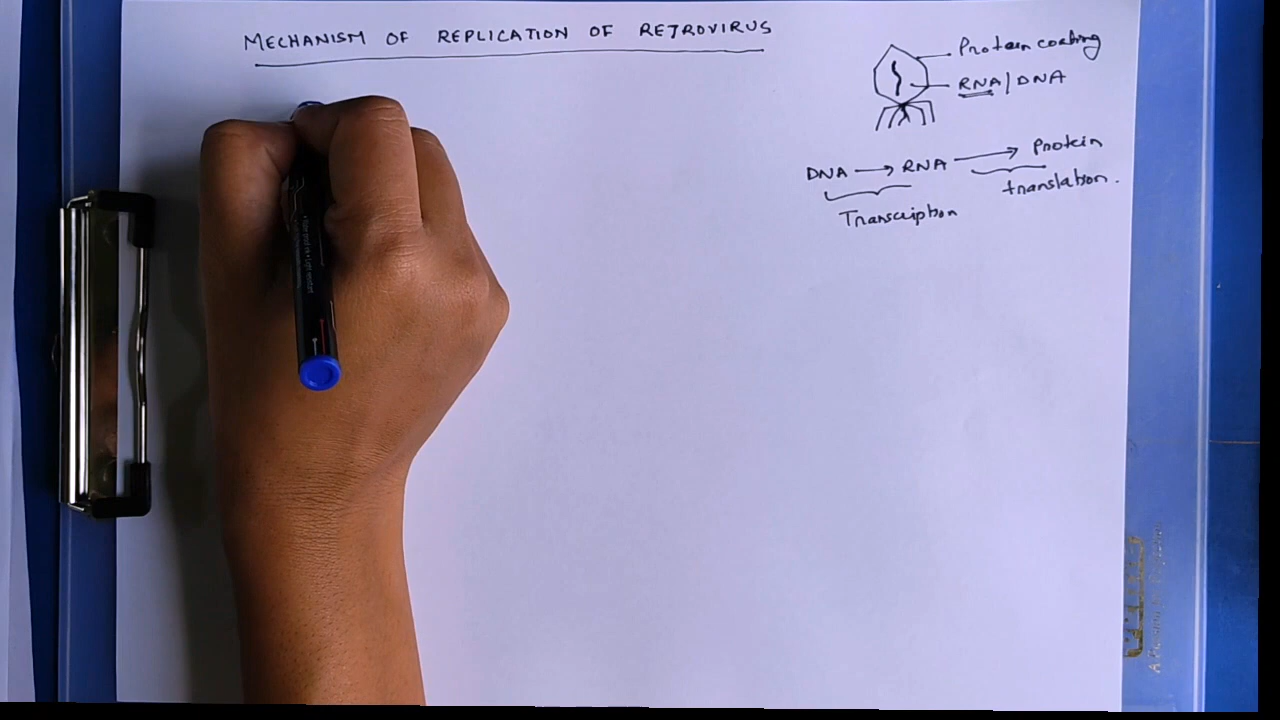 MECHANISM OF REPLICATION OF RETROVIRUS
Protein coating
RNA/DNA
DNA → RNA → Protein
translation.
Transcription